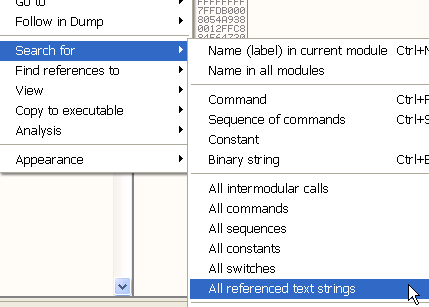 Go to
Follow in Dump
Search for
Find references to
View
Copy to executable
Analysis
Appearance
FFFFFFFF
7FFDB000
8054A938
0012FFC8
84F64720
Name (label) in current module Ctrl+N
Name in all modules
Command Ctrl+F
Sequence of commands Ctrl+S
Constant
Binary string Ctrl+B
All intermodular calls
All commands
All sequences
All constants
All switches
All referenced text strings